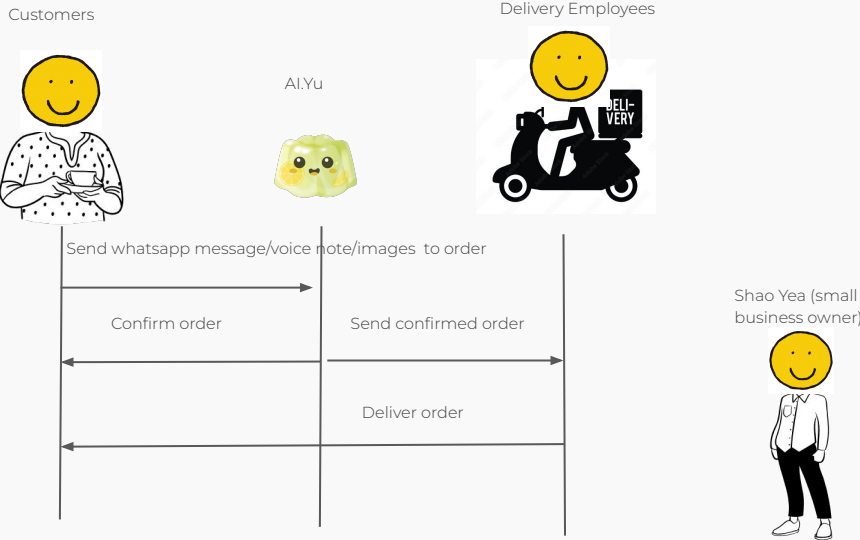 Customers
Delivery Employees
AI.Yu
DELI-
VERY
Send whatsapp message/voice note/images to order
Confirm order
Send confirmed order
Deliver order
Shao Yea (small
business owner)